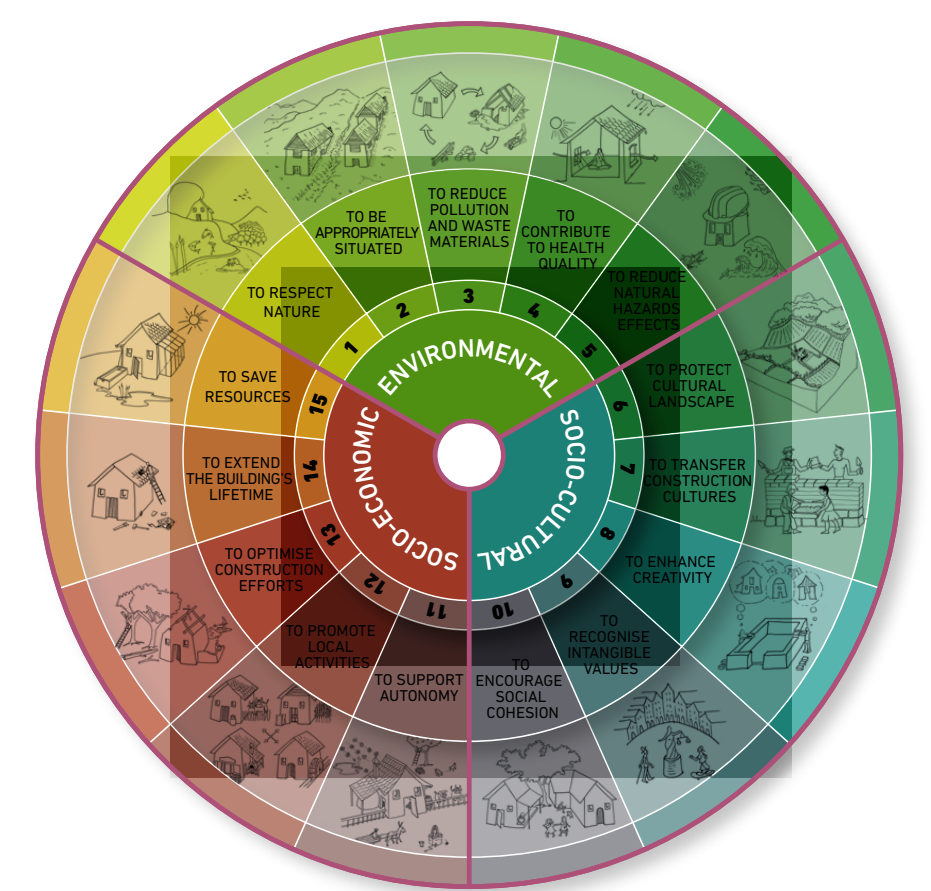 ENVIRONMENTAL
1
TO RESPECT
NATURE
2
TO BE
APPROPRIATELY
SITUATED
3
TO REDUCE
POLLUTION
AND WASTE
MATERIALS
4
TO
CONTRIBUTE
TO HEALTH
QUALITY
5
TO REDUCE
NATURAL
HAZARDS
EFFECTS
SOCIO-CULTURAL
6
TO PROTECT
CULTURAL
LANDSCAPE
7
TO TRANSFER
CONSTRUCTION
CULTURES
8
TO ENHANCE
CREATIVITY
9
TO
RECOGNISE
INTANGIBLE
VALUES
10
TO
ENCOURAGE
SOCIAL
COHESION
SOCIO-ECONOMIC
11
TO SUPPORT
AUTONOMY
12
TO PROMOTE
LOCAL
ACTIVITIES
13
TO OPTIMISE
CONSTRUCTION
EFFORTS
14
TO EXTEND
THE BUILDING'S
LIFETIME
15
TO SAVE
RESOURCES